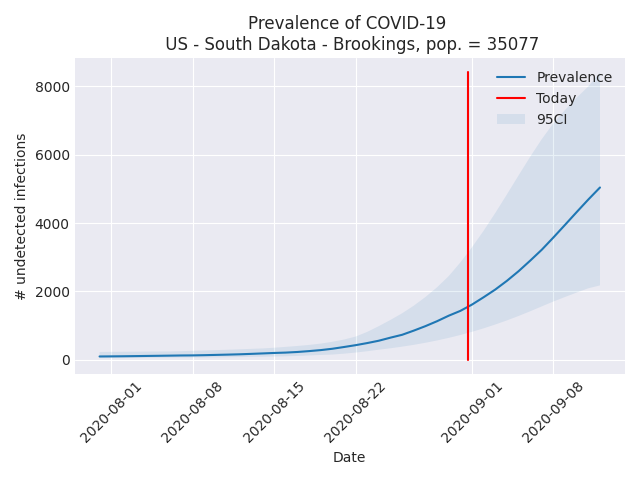 Prevalence of COVID-19
US - South Dakota - Brookings, pop. = 35077
Prevalence
Today
95CI
8000
6000
4000
2000
0
# undetected infections
2020-08-01
2020-08-08
2020-08-15
2020-08-22
2020-09-01
2020-09-08
Date